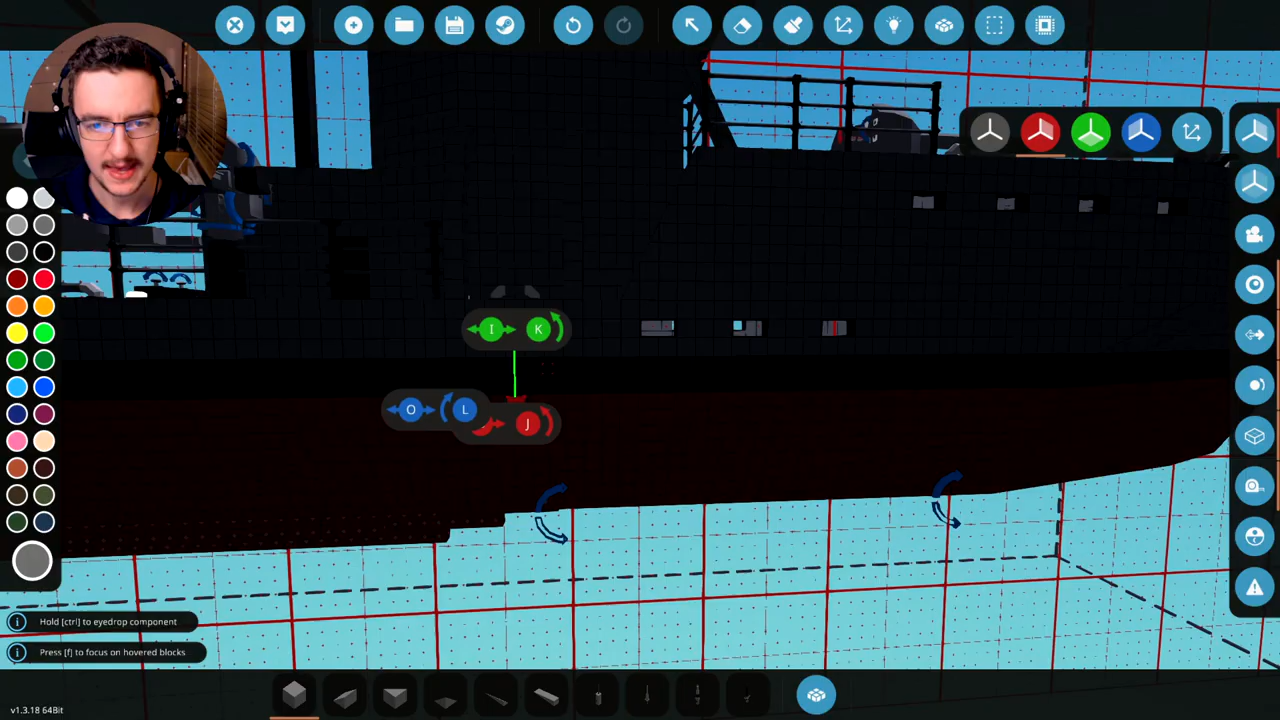 I K
O L
J
Hold [ctrl] to eyedrop component
Press [f] to focus on hovered blocks
v1.3.18 64Bit